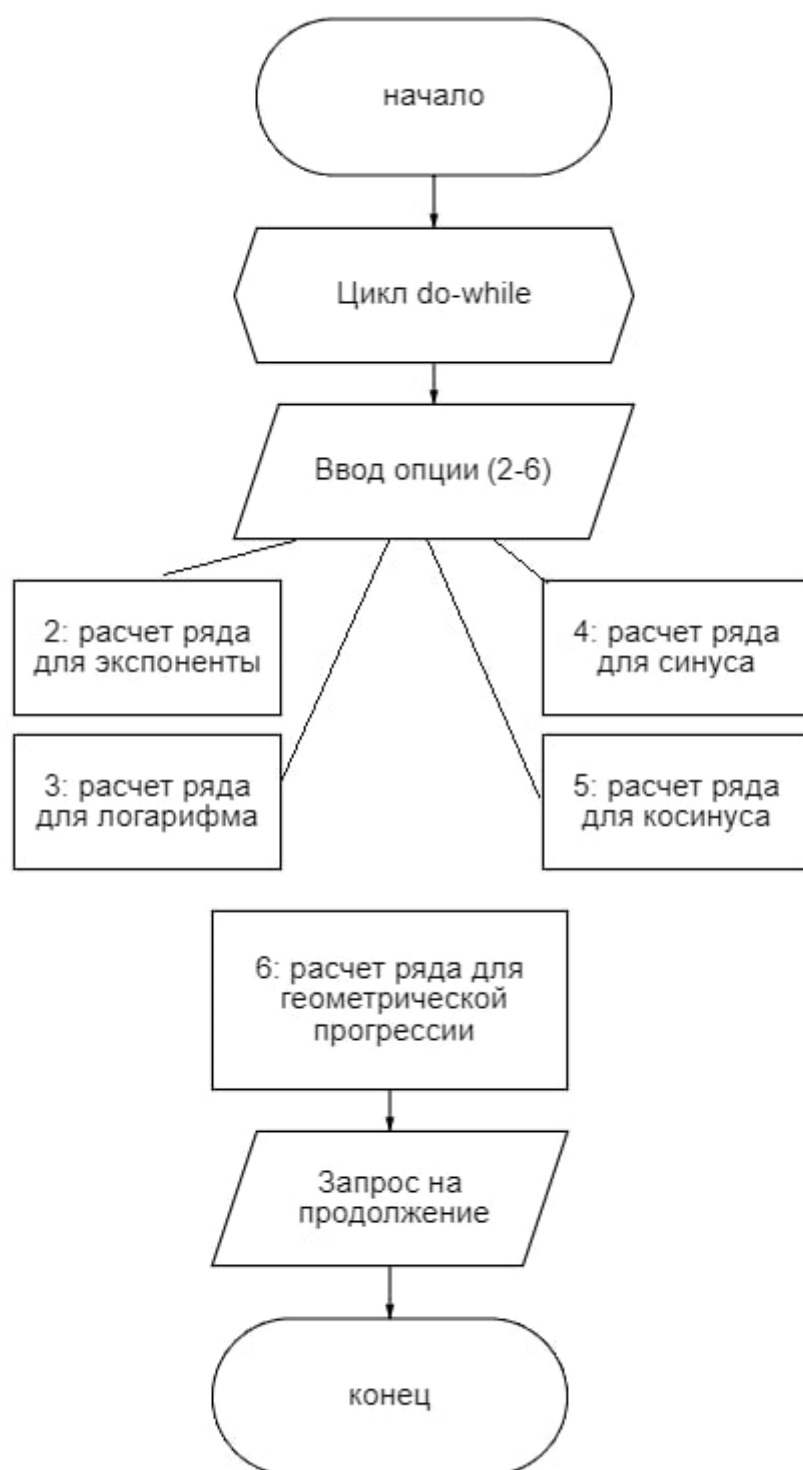 начало
Цикл do-while
Ввод опции (2-6)
2: расчет ряда
для экспоненты
4: расчет ряда
для синуса
3: расчет ряда
для логарифма
5: расчет ряда
для косинуса
6: расчет ряда для
геометрической
прогрессии
Запрос на
продолжение
конец